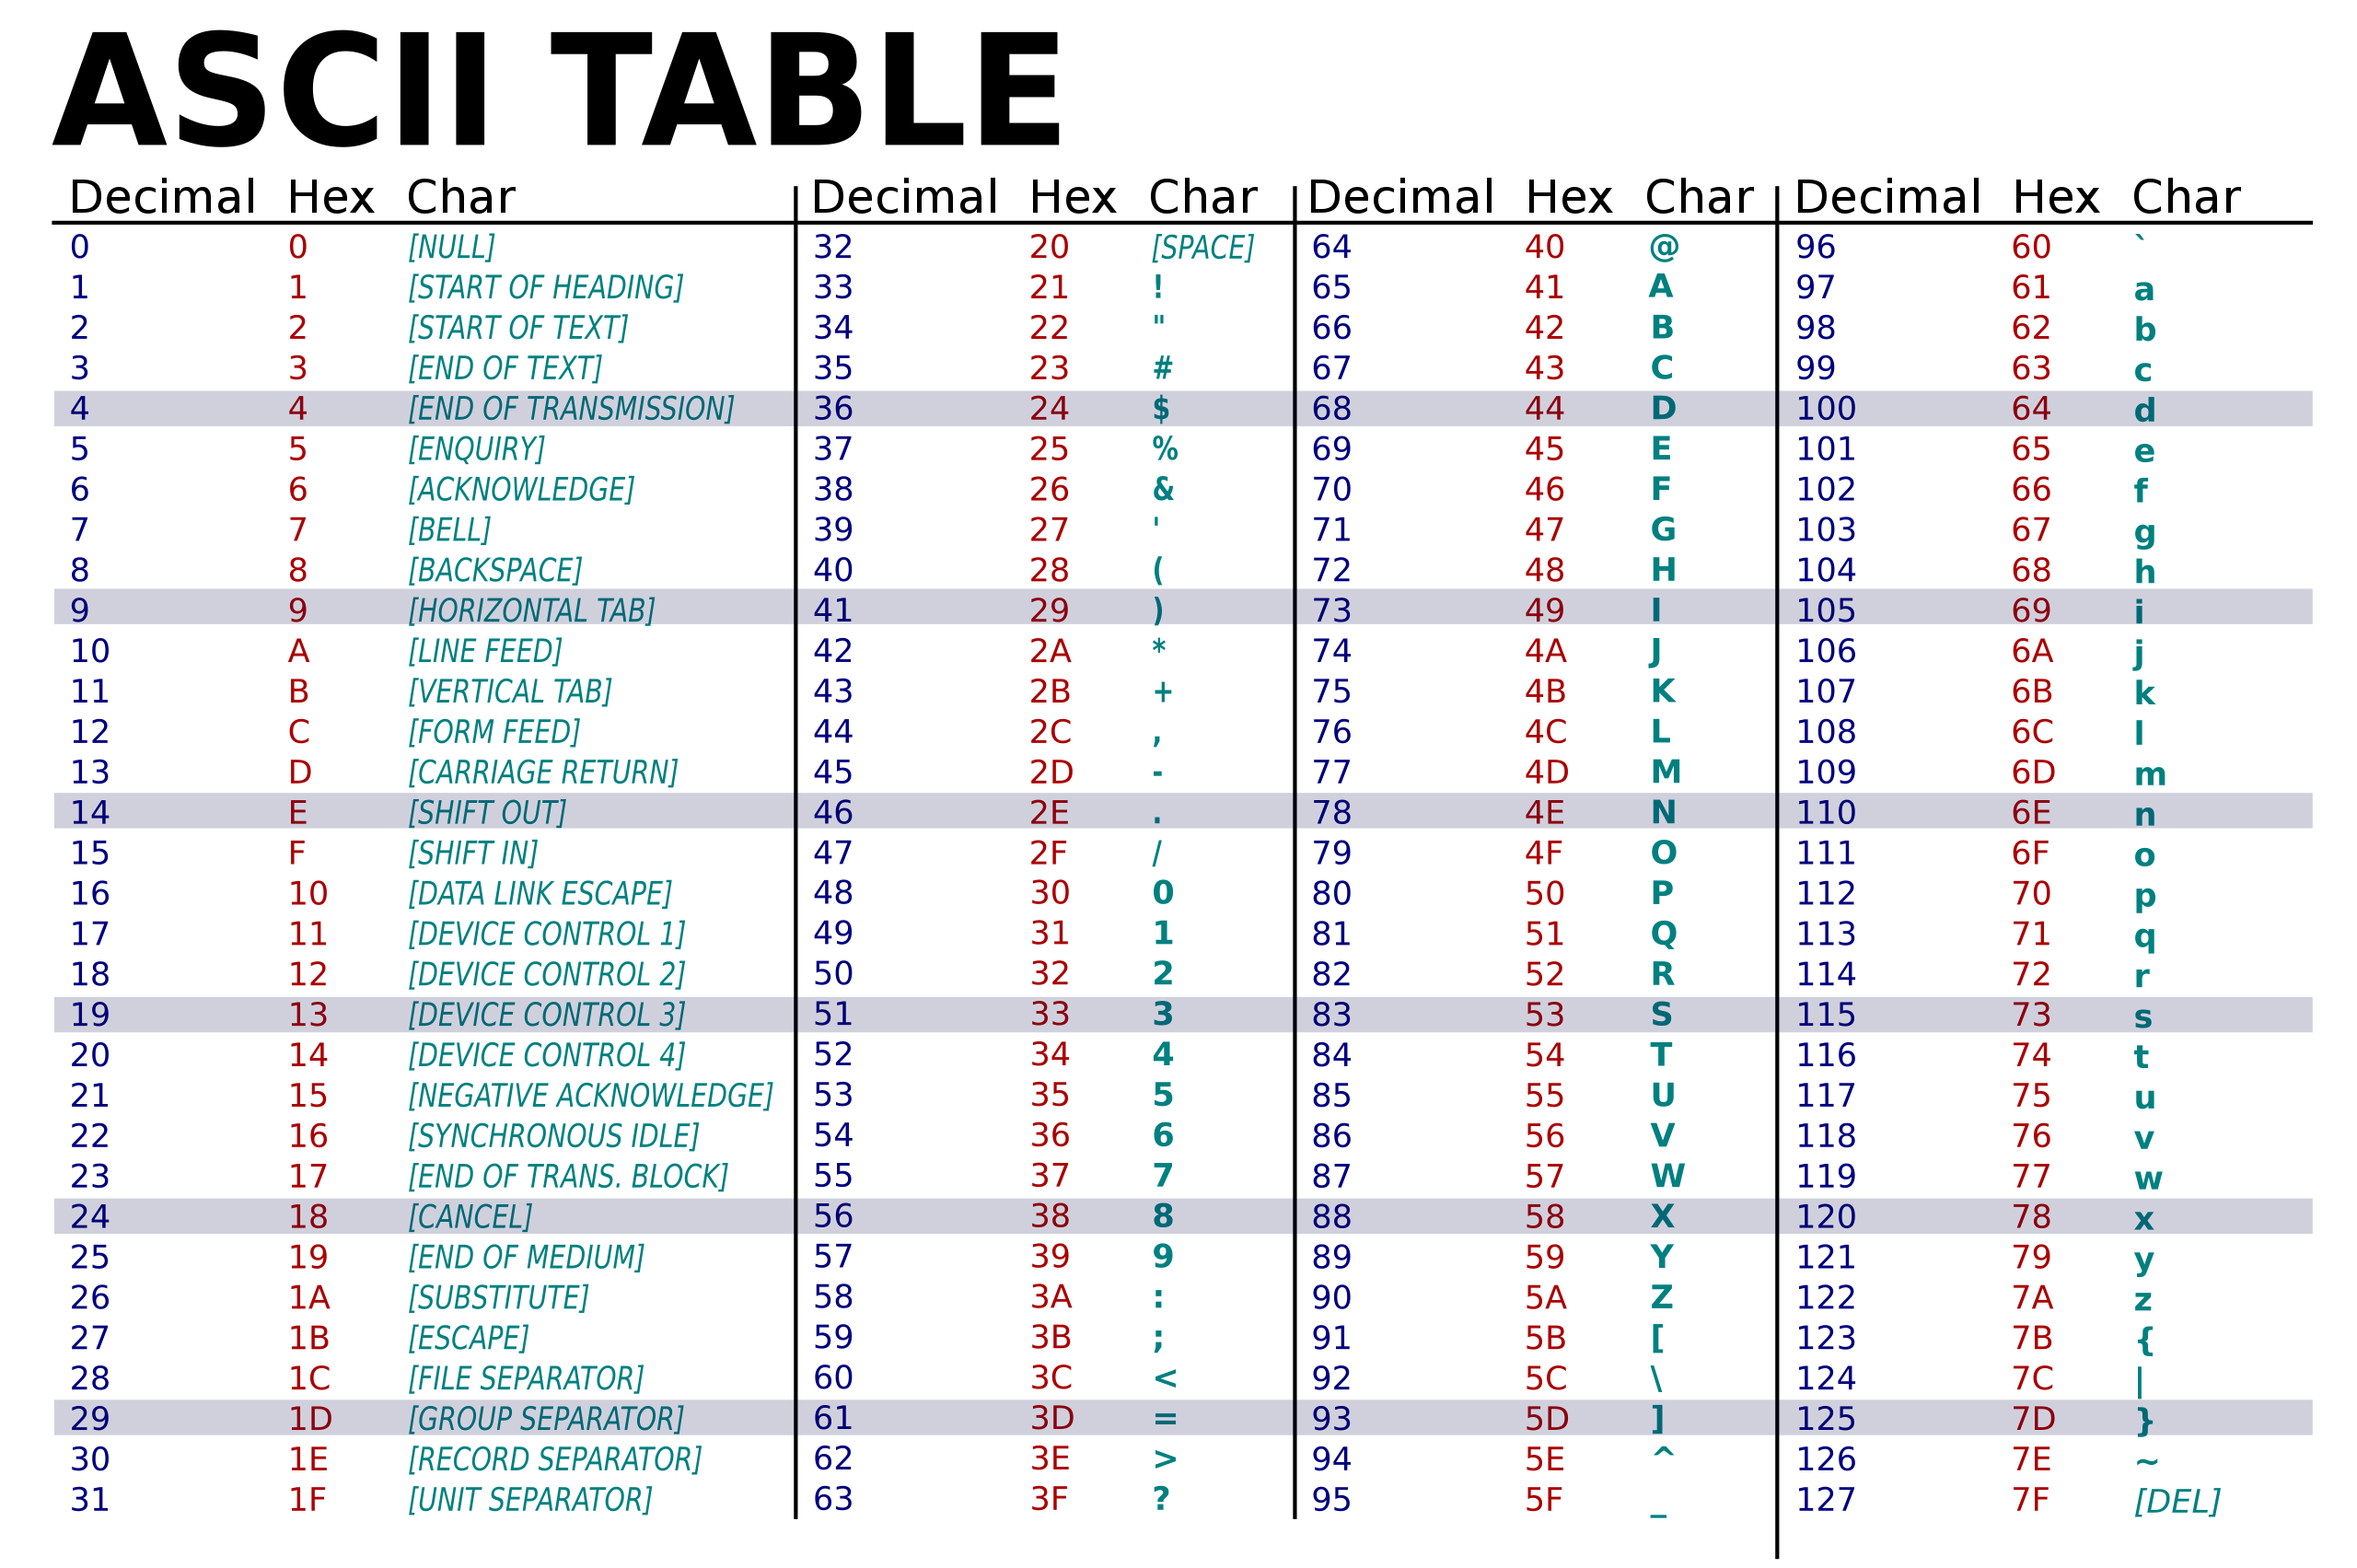 ASCII TABLE
Decimal Hex Char Decimal Hex Char Decimal Hex Char Decimal Hex Char
0 0 [NULL] 32 20 [SPACE] 64 40 @ 96 60 `
1 1 [START OF HEADING] 33 21 ! 65 41 A 97 61 a
2 2 [START OF TEXT] 34 22 " 66 42 B 98 62 b
3 3 [END OF TEXT] 35 23 # 67 43 C 99 63 c
4 4 [END OF TRANSMISSION] 36 24 $ 68 44 D 100 64 d
5 5 [ENQUIRY] 37 25 % 69 45 E 101 65 e
6 6 [ACKNOWLEDGE] 38 26 & 70 46 F 102 66 f
7 7 [BELL] 39 27 ' 71 47 G 103 67 g
8 8 [BACKSPACE] 40 28 ( 72 48 H 104 68 h
9 9 [HORIZONTAL TAB] 41 29 ) 73 49 I 105 69 i
10 A [LINE FEED] 42 2A * 74 4A J 106 6A j
11 B [VERTICAL TAB] 43 2B + 75 4B K 107 6B k
12 C [FORM FEED] 44 2C , 76 4C L 108 6C l
13 D [CARRIAGE RETURN] 45 2D - 77 4D M 109 6D m
14 E [SHIFT OUT] 46 2E . 78 4E N 110 6E n
15 F [SHIFT IN] 47 2F / 79 4F O 111 6F o
16 10 [DATA LINK ESCAPE] 48 30 0 80 50 P 112 70 p
17 11 [DEVICE CONTROL 1] 49 31 1 81 51 Q 113 71 q
18 12 [DEVICE CONTROL 2] 50 32 2 82 52 R 114 72 r
19 13 [DEVICE CONTROL 3] 51 33 3 83 53 S 115 73 s
20 14 [DEVICE CONTROL 4] 52 34 4 84 54 T 116 74 t
21 15 [NEGATIVE ACKNOWLEDGE] 53 35 5 85 55 U 117 75 u
22 16 [SYNCHRONOUS IDLE] 54 36 6 86 56 V 118 76 v
23 17 [END OF TRANS. BLOCK] 55 37 7 87 57 W 119 77 w
24 18 [CANCEL] 56 38 8 88 58 X 120 78 x
25 19 [END OF MEDIUM] 57 39 9 89 59 Y 121 79 y
26 1A [SUBSTITUTE] 58 3A : 90 5A Z 122 7A z
27 1B [ESCAPE] 59 3B ; 91 5B [ 123 7B {
28 1C [FILE SEPARATOR] 60 3C < 92 5C \ 124 7C |
29 1D [GROUP SEPARATOR] 61 3D = 93 5D ] 125 7D }
30 1E [RECORD SEPARATOR] 62 3E > 94 5E ^ 126 7E ~
31 1F [UNIT SEPARATOR] 63 3F ? 95 5F _ 127 7F [DEL]